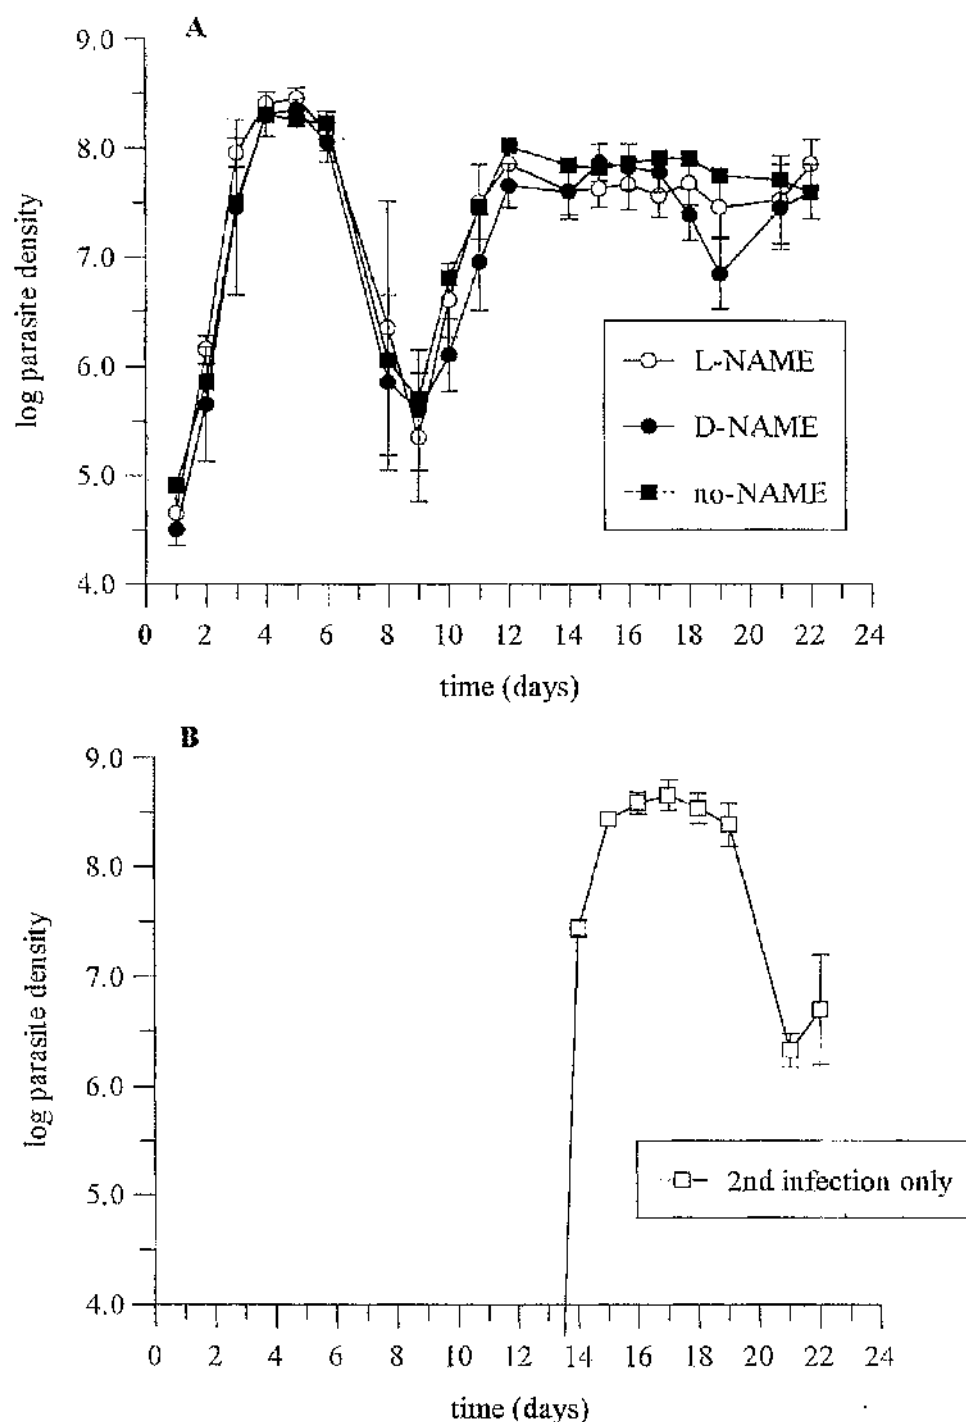 A
9.0
8.0
7.0
6.0
5.0
4.0
log parasite density
L-NAME
D-NAME
no-NAME
0 2 4 6 8 10 12 14 16 18 20 22 24
time (days)
B
9.0
8.0
7.0
6.0
5.0
4.0
log parasite density
2nd infection only
0 2 4 6 8 10 12 14 16 18 20 22 24
time (days)